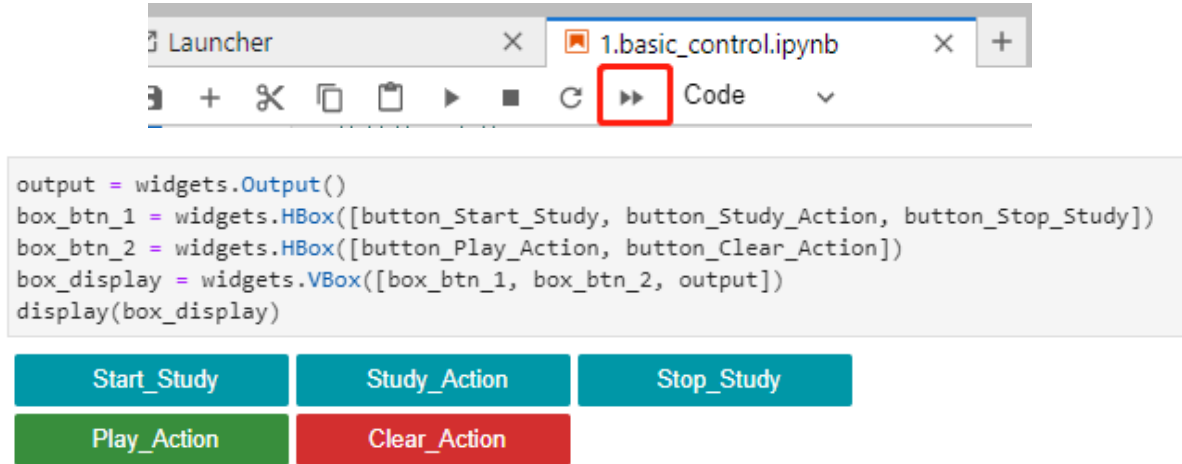 Launcher
1.basic_control.ipynb
Code
output = widgets.Output()
box_btn_1 = widgets.HBox([button_Start_Study, button_Study_Action, button_Stop_Study])
box_btn_2 = widgets.HBox([button_Play_Action, button_Clear_Action])
box_display = widgets.VBox([box_btn_1, box_btn_2, output])
display(box_display)
Start_Study Study_Action Stop_Study
Play_Action Clear_Action